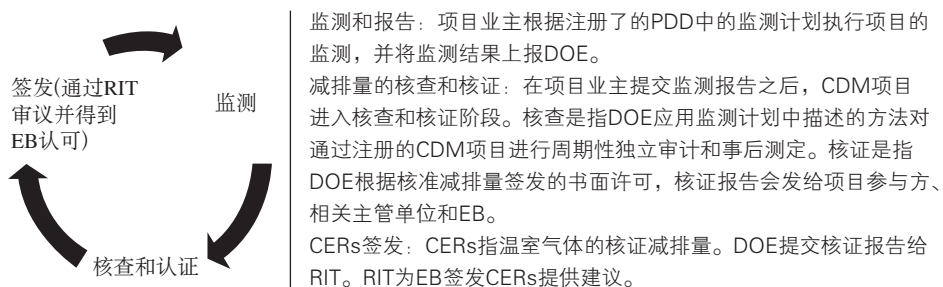 签发(通过RIT
审议并得到
EB认可)
监测
核查和认证
监测和报告：项目业主根据注册了的PDD中的监测计划执行项目的
监测，并将监测结果上报DOE。
减排量的核查和核证：在项目业主提交监测报告之后，CDM项目
进入核查和核证阶段。核查是指DOE应用监测计划中描述的方法对
通过注册的CDM项目进行周期性独立审计和事后测定。核证是指
DOE根据核准减排量签发的书面许可，核证报告会发给项目参与方、
相关主管单位和EB。
CERs签发：CERs指温室气体的核证减排量。DOE提交核证报告给
RIT。RIT为EB签发CERs提供建议。